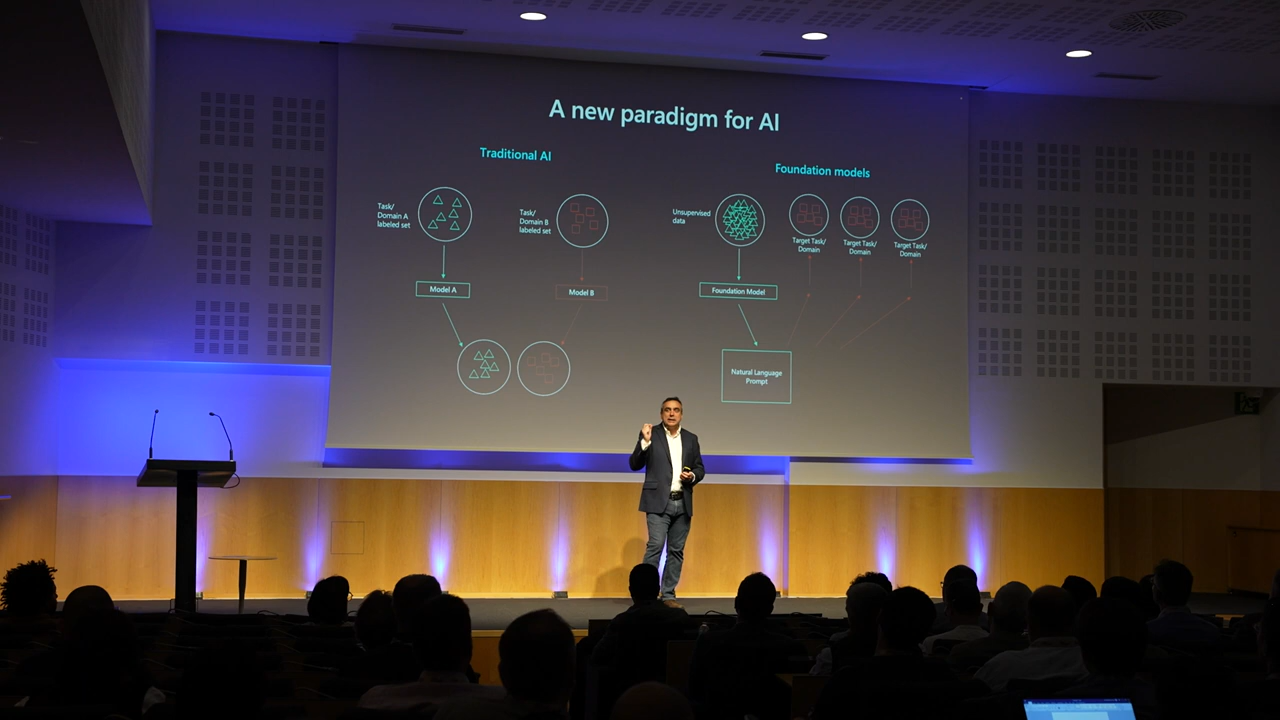 A new paradigm for AI
Traditional AI
Task/
Domain A
labeled set
Task/
Domain B
labeled set
Model A
Model B
Foundation models
Unsupervised
data
Target Task/
Domain
Target Task/
Domain
Target Task/
Domain
Foundation Model
Natural Language
Prompt